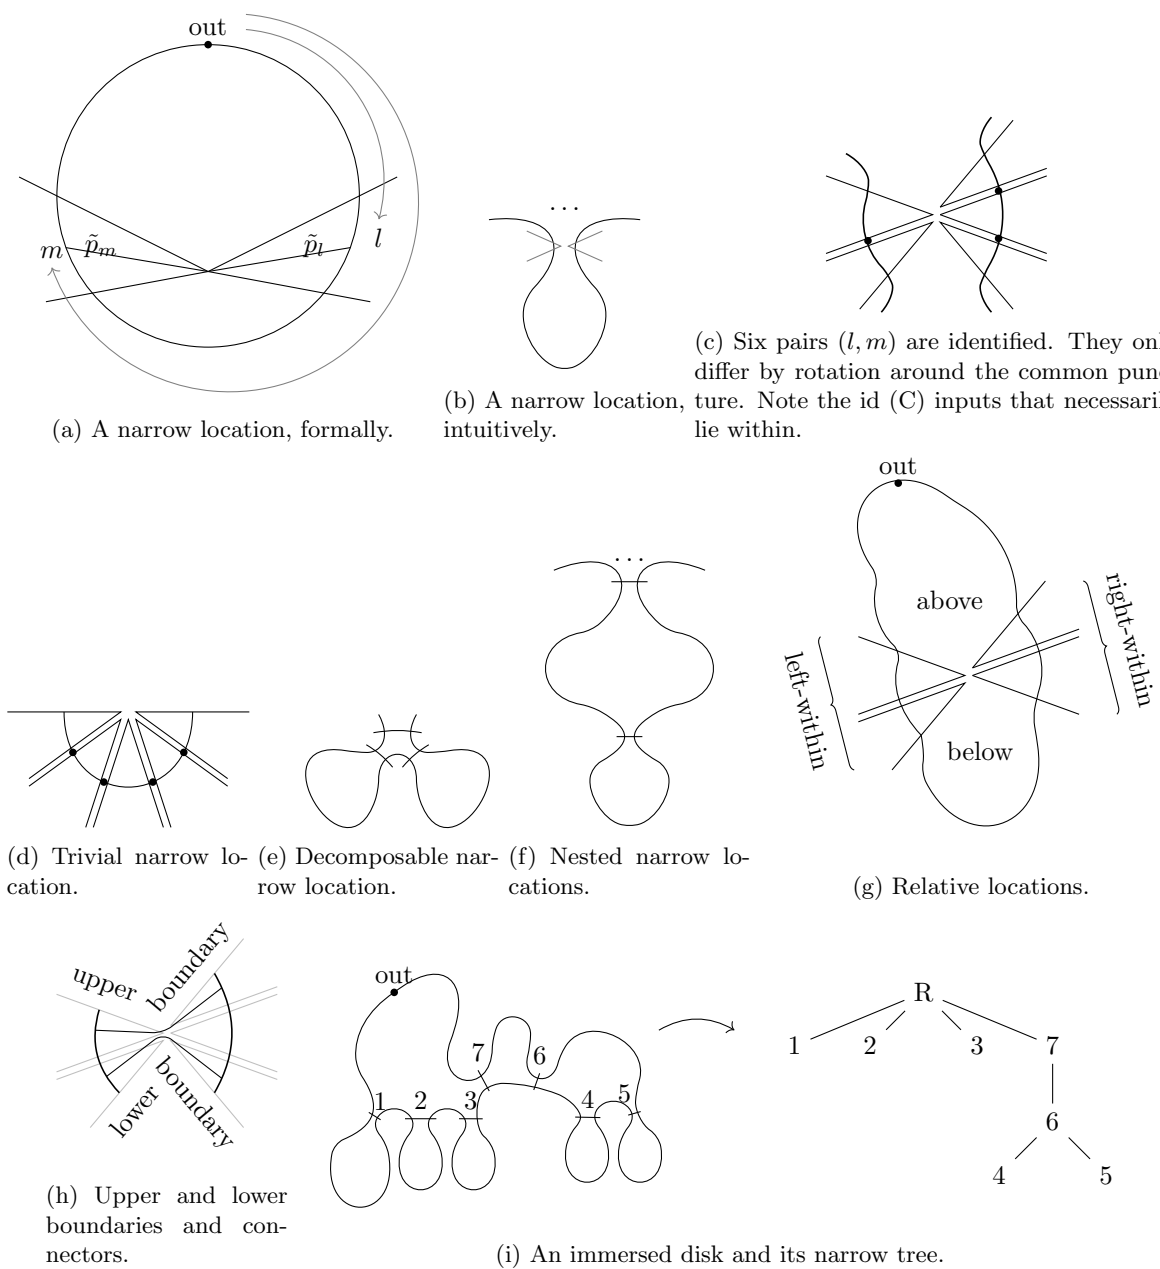 out
m
p̃m
p̃l
l
(a) A narrow location, formally.
...
(b) A narrow location,
intuitively.
(c) Six pairs (l, m) are identified. They onl
differ by rotation around the common punc
ture. Note the id (C) inputs that necessaril
lie within.
(d) Trivial narrow lo-
cation.
(e) Decomposable nar-
row location.
...
(f) Nested narrow lo-
cations.
out
above
right-within
left-within
below
(g) Relative locations.
upper
boundary
lower
boundary
(h) Upper and lower
boundaries and con-
nectors.
out
7
6
1
2
3
4
5
R
1
2
3
7
6
4
5
(i) An immersed disk and its narrow tree.